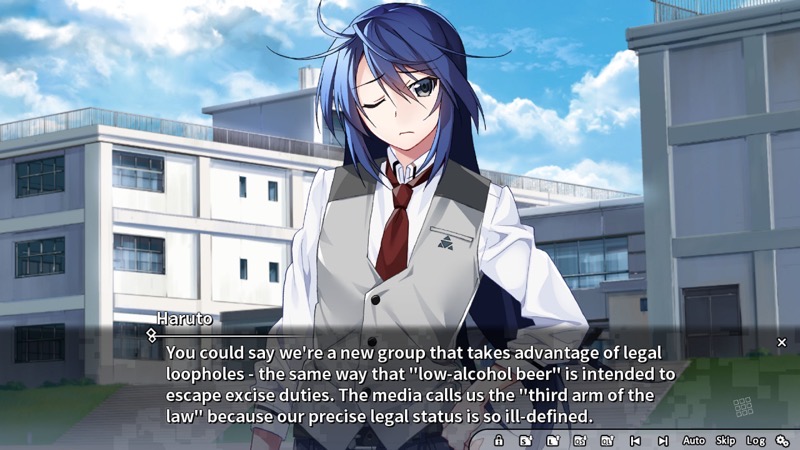 Haruto
You could say we're a new group that takes advantage of legal
loopholes - the same way that "low-alcohol beer" is intended to
escape excise duties. The media calls us the "third arm of the
law" because our precise legal status is so ill-defined.
Auto Skip Log